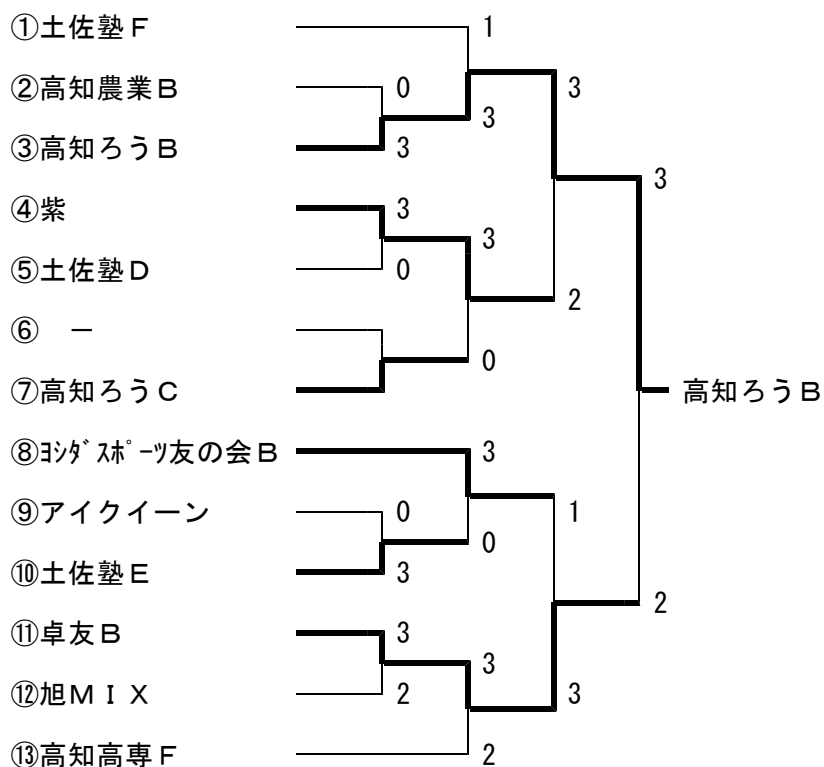 ①土佐塾Ｆ
1
②高知農業Ｂ
0
3
3
③高知ろうＢ
3
3
④紫
3
3
⑤土佐塾Ｄ
0
2
⑥　－
0
⑦高知ろうＣ
高知ろうＢ
⑧ﾖｼﾀﾞｽﾎﾟｰﾂ友の会Ｂ
3
⑨アイクイーン
0
1
0
⑩土佐塾Ｅ
3
2
⑪卓友Ｂ
3
3
⑫旭ＭＩＸ
2
3
⑬高知高専Ｆ
2